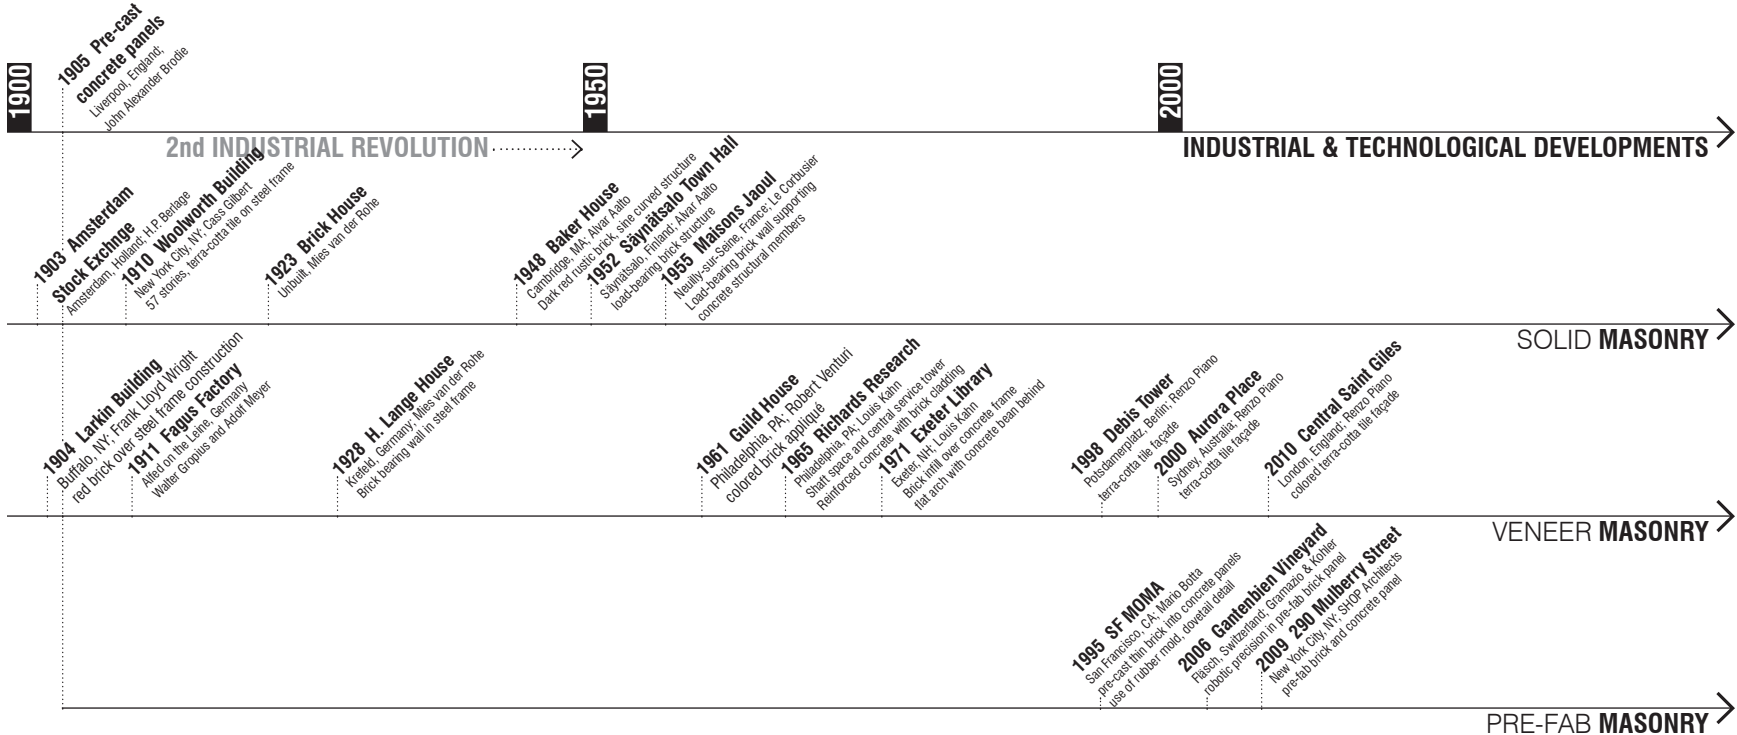 1905 Pre-cast
concrete panels
Liverpool, England;
John Alexander Brodie
1900
1950
2000
2nd INDUSTRIAL REVOLUTION
INDUSTRIAL & TECHNOLOGICAL DEVELOPMENTS
1903 Amsterdam
Stock Exchnge
Amsterdam, Holland; H.P. Berlage
1910 Woolworth Building
New York City, NY; Cass Gilbert
57 stories, terra-cotta tile on steel frame
1923 Brick House
Unbuilt, Mies van der Rohe
1948 Baker House
Cambridge, MA; Alvar Aalto
Dark red rustic brick, sine curved structure
1952 Säynätsalo Town Hall
Säynätsalo, Finland; Alvar Aalto
load-bearing brick structure
1955 Maisons Jaoul
Neuilly-sur-Seine, France; Le Corbusier
Load-bearing brick wall supporting
concrete structural members
SOLID MASONRY
1904 Larkin Building
Buffalo, NY; Frank Lloyd Wright
red brick over steel frame construction
1911 Fagus Factory
Alfed on the Leine, Germany
Walter Gropius and Adolf Meyer
1928 H. Lange House
Krefeld, Germany; Mies van der Rohe
Brick bearing wall in steel frame
1961 Guild House
Philadelphia, PA; Robert Venturi
colored brick appliqué
1965 Richards Research
Philadelphia, PA; Louis Kahn
Shaft space and central service tower
Reinforced concrete with brick cladding
1971 Exeter Library
Exeter, NH; Louis Kahn
Brick infill over concrete frame
flat arch with concrete bean behind
1998 Debis Tower
Potsdamerplatz, Berlin; Renzo Piano
terra-cotta tile façade
2000 Aurora Place
Sydney, Australia; Renzo Piano
terra-cotta tile façade
2010 Central Saint Giles
London, England; Renzo Piano
colored terra-cotta tile façade
VENEER MASONRY
1995 SF MOMA
San Francisco, CA; Mario Botta
pre-cast thin brick into concrete panels
use of rubber mold, dovetail detail
2006 Gantenbien Vineyard
Fläsch, Switzerland; Gramazio & Kohler
robotic precision in pre-fab brick panel
2009 290 Mulberry Street
New York City, NY; SHOP Architects
pre-fab brick and concrete panel
PRE-FAB MASONRY